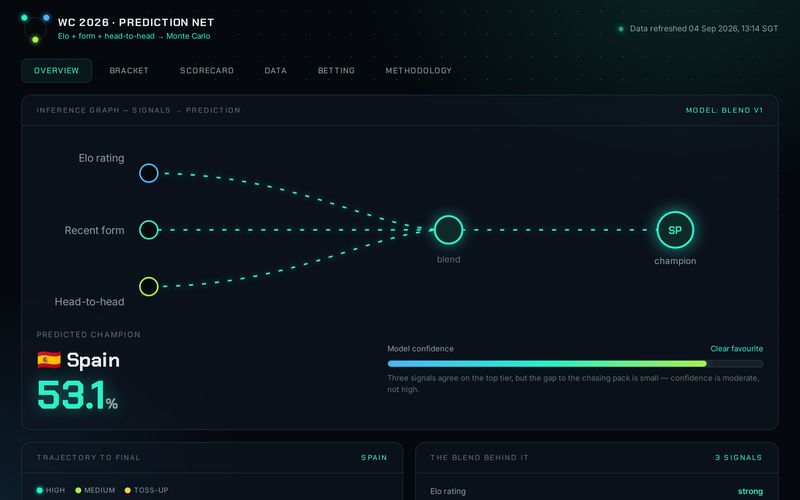 WC 2026 · PREDICTION NET
Elo + form + head-to-head → Monte Carlo
Data refreshed 04 Sep 2026, 13:14 SGT
OVERVIEW
BRACKET
SCORECARD
DATA
BETTING
METHODOLOGY
INFERENCE GRAPH — SIGNALS → PREDICTION
MODEL: BLEND V1
Elo rating
Recent form
Head-to-head
blend
SP
champion
PREDICTED CHAMPION
Spain
53.1%
Model confidence
Clear favourite
Three signals agree on the top tier, but the gap to the chasing pack is small — confidence is moderate,
not high.
TRAJECTORY TO FINAL
SPAIN
HIGH
MEDIUM
TOSS-UP
THE BLEND BEHIND IT
3 SIGNALS
Elo rating
strong